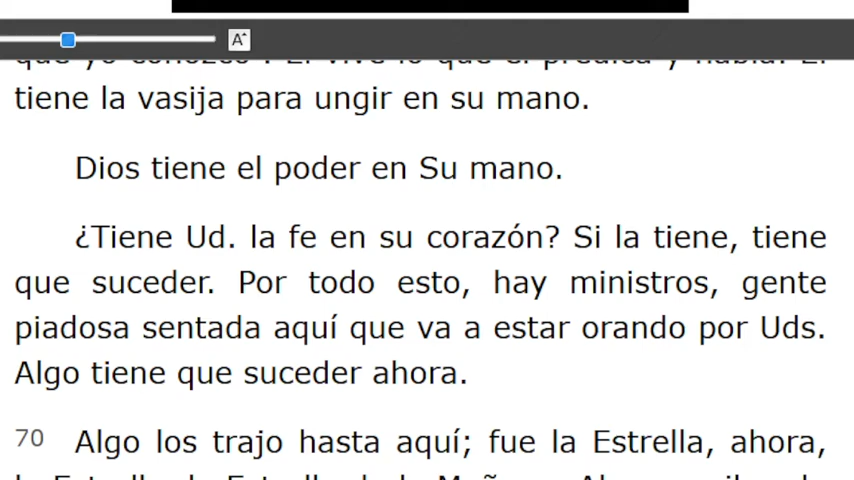 tiene la vasija para ungir en su mano.
Dios tiene el poder en Su mano.
¿Tiene Ud. la fe en su corazón? Si la tiene, tiene
que suceder. Por todo esto, hay ministros, gente
piadosa sentada aquí que va a estar orando por Uds.
Algo tiene que suceder ahora.
70 Algo los trajo hasta aquí; fue la Estrella, ahora,